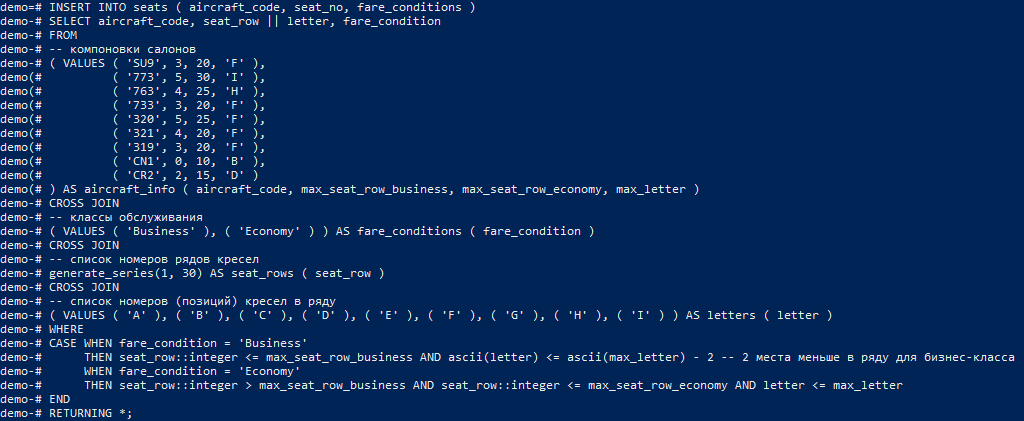 demo=# INSERT INTO seats ( aircraft_code, seat_no, fare_conditions )
demo-# SELECT aircraft_code, seat_row || letter, fare_condition
demo-# FROM
demo-# -- компоновки салонов
demo-# ( VALUES ( 'SU9', 3, 20, 'F' ),
demo(#          ( '773', 5, 30, 'I' ),
demo(#          ( '763', 4, 25, 'H' ),
demo(#          ( '733', 3, 20, 'F' ),
demo(#          ( '320', 5, 25, 'F' ),
demo(#          ( '321', 4, 20, 'F' ),
demo(#          ( '319', 3, 20, 'F' ),
demo(#          ( 'CN1', 0, 10, 'B' ),
demo(#          ( 'CR2', 2, 15, 'D' )
demo(# ) AS aircraft_info ( aircraft_code, max_seat_row_business, max_seat_row_economy, max_letter )
demo-# CROSS JOIN
demo-# -- классы обслуживания
demo-# ( VALUES ( 'Business' ), ( 'Economy' ) ) AS fare_conditions ( fare_condition )
demo-# CROSS JOIN
demo-# -- список номеров рядов кресел
demo-# generate_series(1, 30) AS seat_rows ( seat_row )
demo-# CROSS JOIN
demo-# -- список номеров (позиций) кресел в ряду
demo-# ( VALUES ( 'A' ), ( 'B' ), ( 'C' ), ( 'D' ), ( 'E' ), ( 'F' ), ( 'G' ), ( 'H' ), ( 'I' ) ) AS letters ( letter )
demo-# WHERE
demo-# CASE WHEN fare_condition = 'Business'
demo-#      THEN seat_row::integer <= max_seat_row_business AND ascii(letter) <= ascii(max_letter) - 2 -- 2 места меньше в ряду для бизнес-класса
demo-#      WHEN fare_condition = 'Economy'
demo-#      THEN seat_row::integer > max_seat_row_business AND seat_row::integer <= max_seat_row_economy AND letter <= max_letter
demo-# END
demo-# RETURNING *;